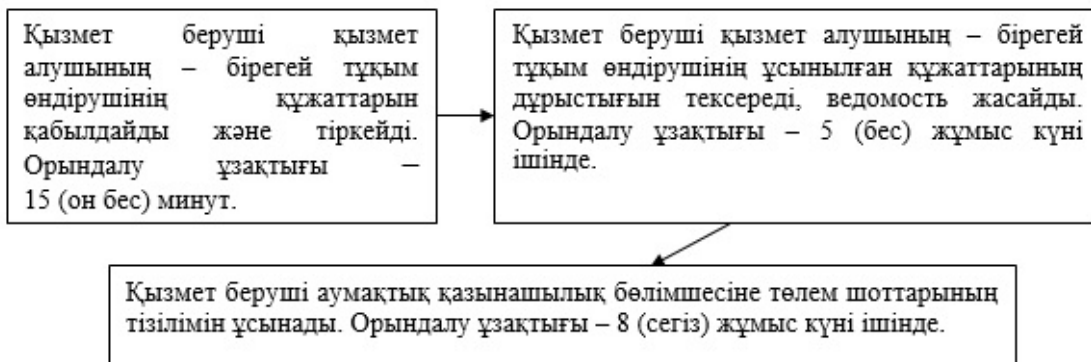 Қызмет беруші қызмет
алушының – бірегей тұқым
өндірушінің құжаттарын
қабылдайды және тіркейді.
Орындалу ұзақтығы –
15 (он бес) минут.
Қызмет беруші қызмет алушының – бірегей
тұқым өндірушінің ұсынылған құжаттарының
дұрыстығын тексереді, ведомость жасайды.
Орындалу ұзақтығы – 5 (бес) жұмыс күні
ішінде.
Қызмет беруші аумақтық қазынашылық бөлімшесіне төлем шоттарының
тізілімін ұсынады. Орындалу ұзақтығы – 8 (сегіз) жұмыс күні ішінде.